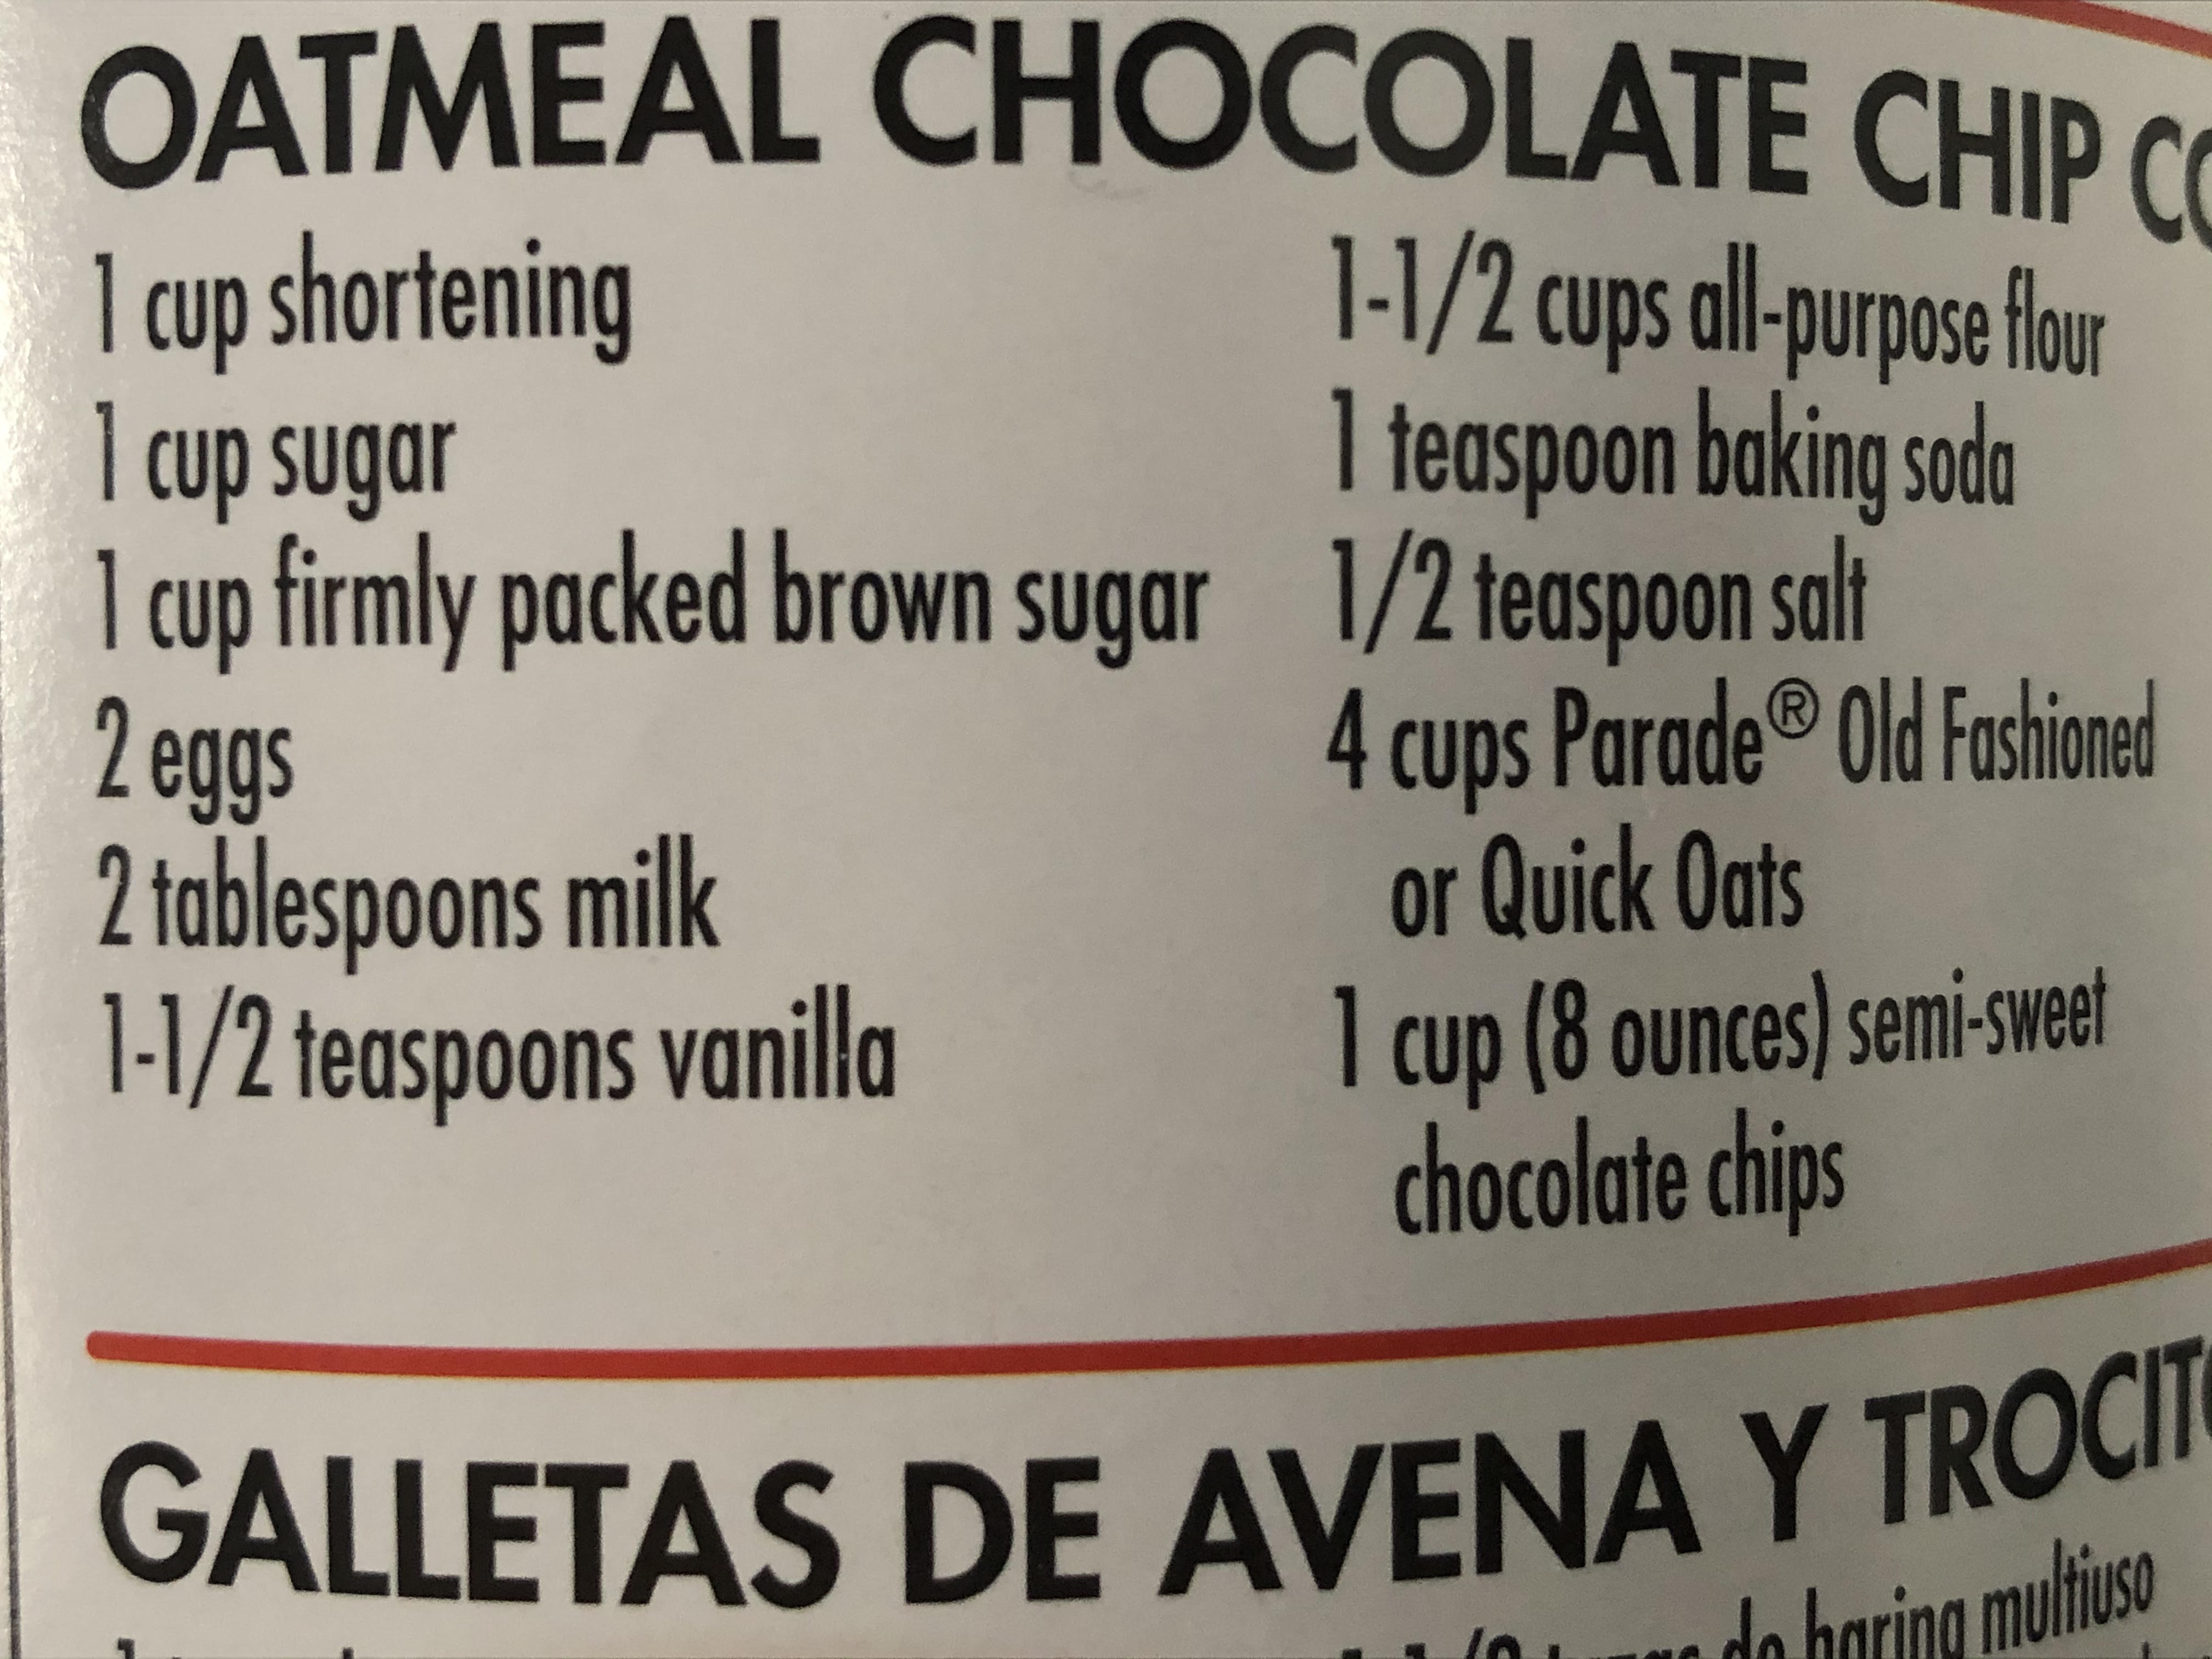 OATMEAL CHOCOLATE CHIP
1 cup shortening
1 cup sugar
1 cup firmly packed brown sugar
2 eggs
2 tablespoons milk
1-1/2 teaspoons vanilla
1-1/2 cups all-purpose flour
1 teaspoon baking soda
1/2 teaspoon salt
4 cups Parade® Old Fashioned
or Quick Oats
1 cup (8 ounces) semi-sweet
chocolate chips
GALLETAS DE AVENA Y
de harina multiuso